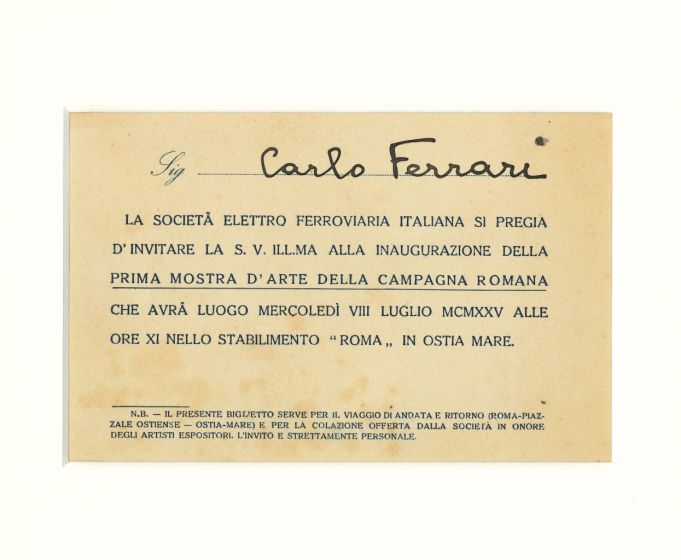 Sig Carlo Ferrari
LA SOCIETÀ ELETTRO FERROVIARIA ITALIANA SI PREGIA
D'INVITARE LA S. V. ILL.MA ALLA INAUGURAZIONE DELLA
PRIMA MOSTRA D'ARTE DELLA CAMPAGNA ROMANA
CHE AVRÀ LUOGO MERCOLEDÌ VIII LUGLIO MCMXXV ALLE
ORE XI NELLO STABILIMENTO "ROMA„ IN OSTIA MARE.
N.B. — IL PRESENTE BIGLIETTO SERVE PER IL VIAGGIO DI ANDATA E RITORNO (ROMA-PIAZ-
ZALE OSTIENSE — OSTIA-MARE) E PER LA COLAZIONE OFFERTA DALLA SOCIETÀ IN ONORE
DEGLI ARTISTI ESPOSITORI. L'INVITO E STRETTAMENTE PERSONALE.